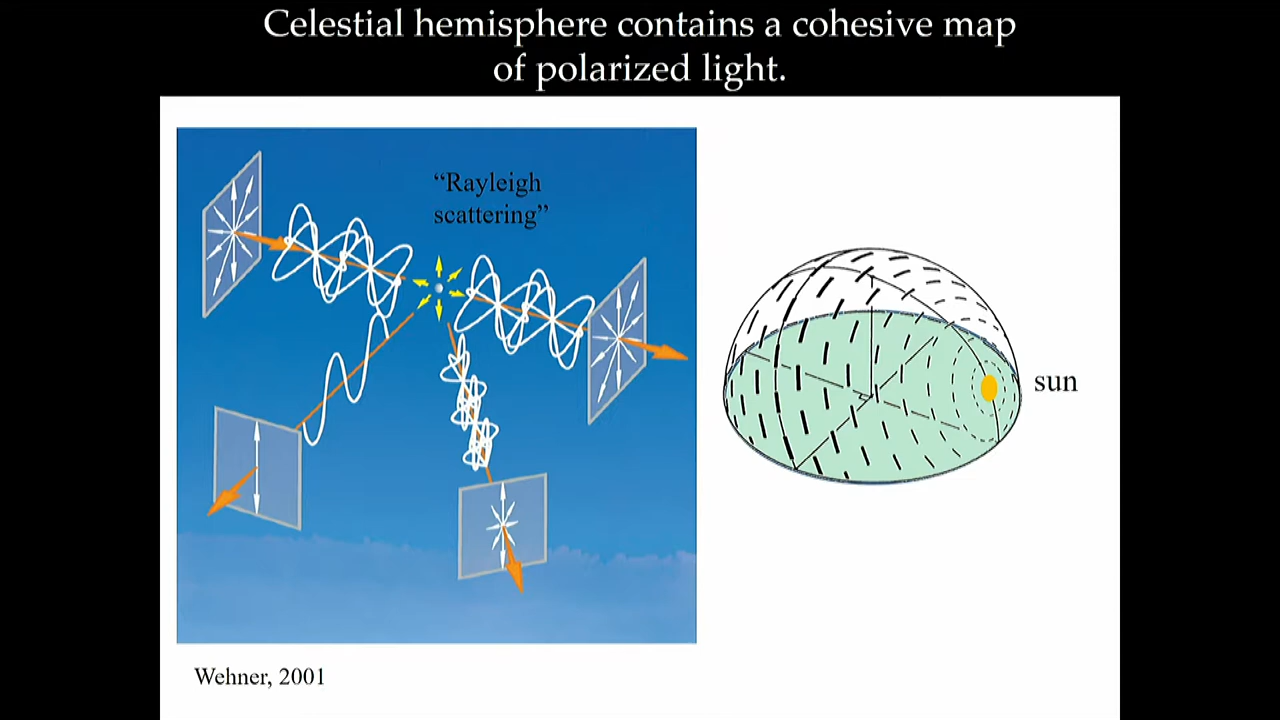 Celestial hemisphere contains a cohesive map
of polarized light.
“Rayleigh
scattering”
sun
Wehner, 2001